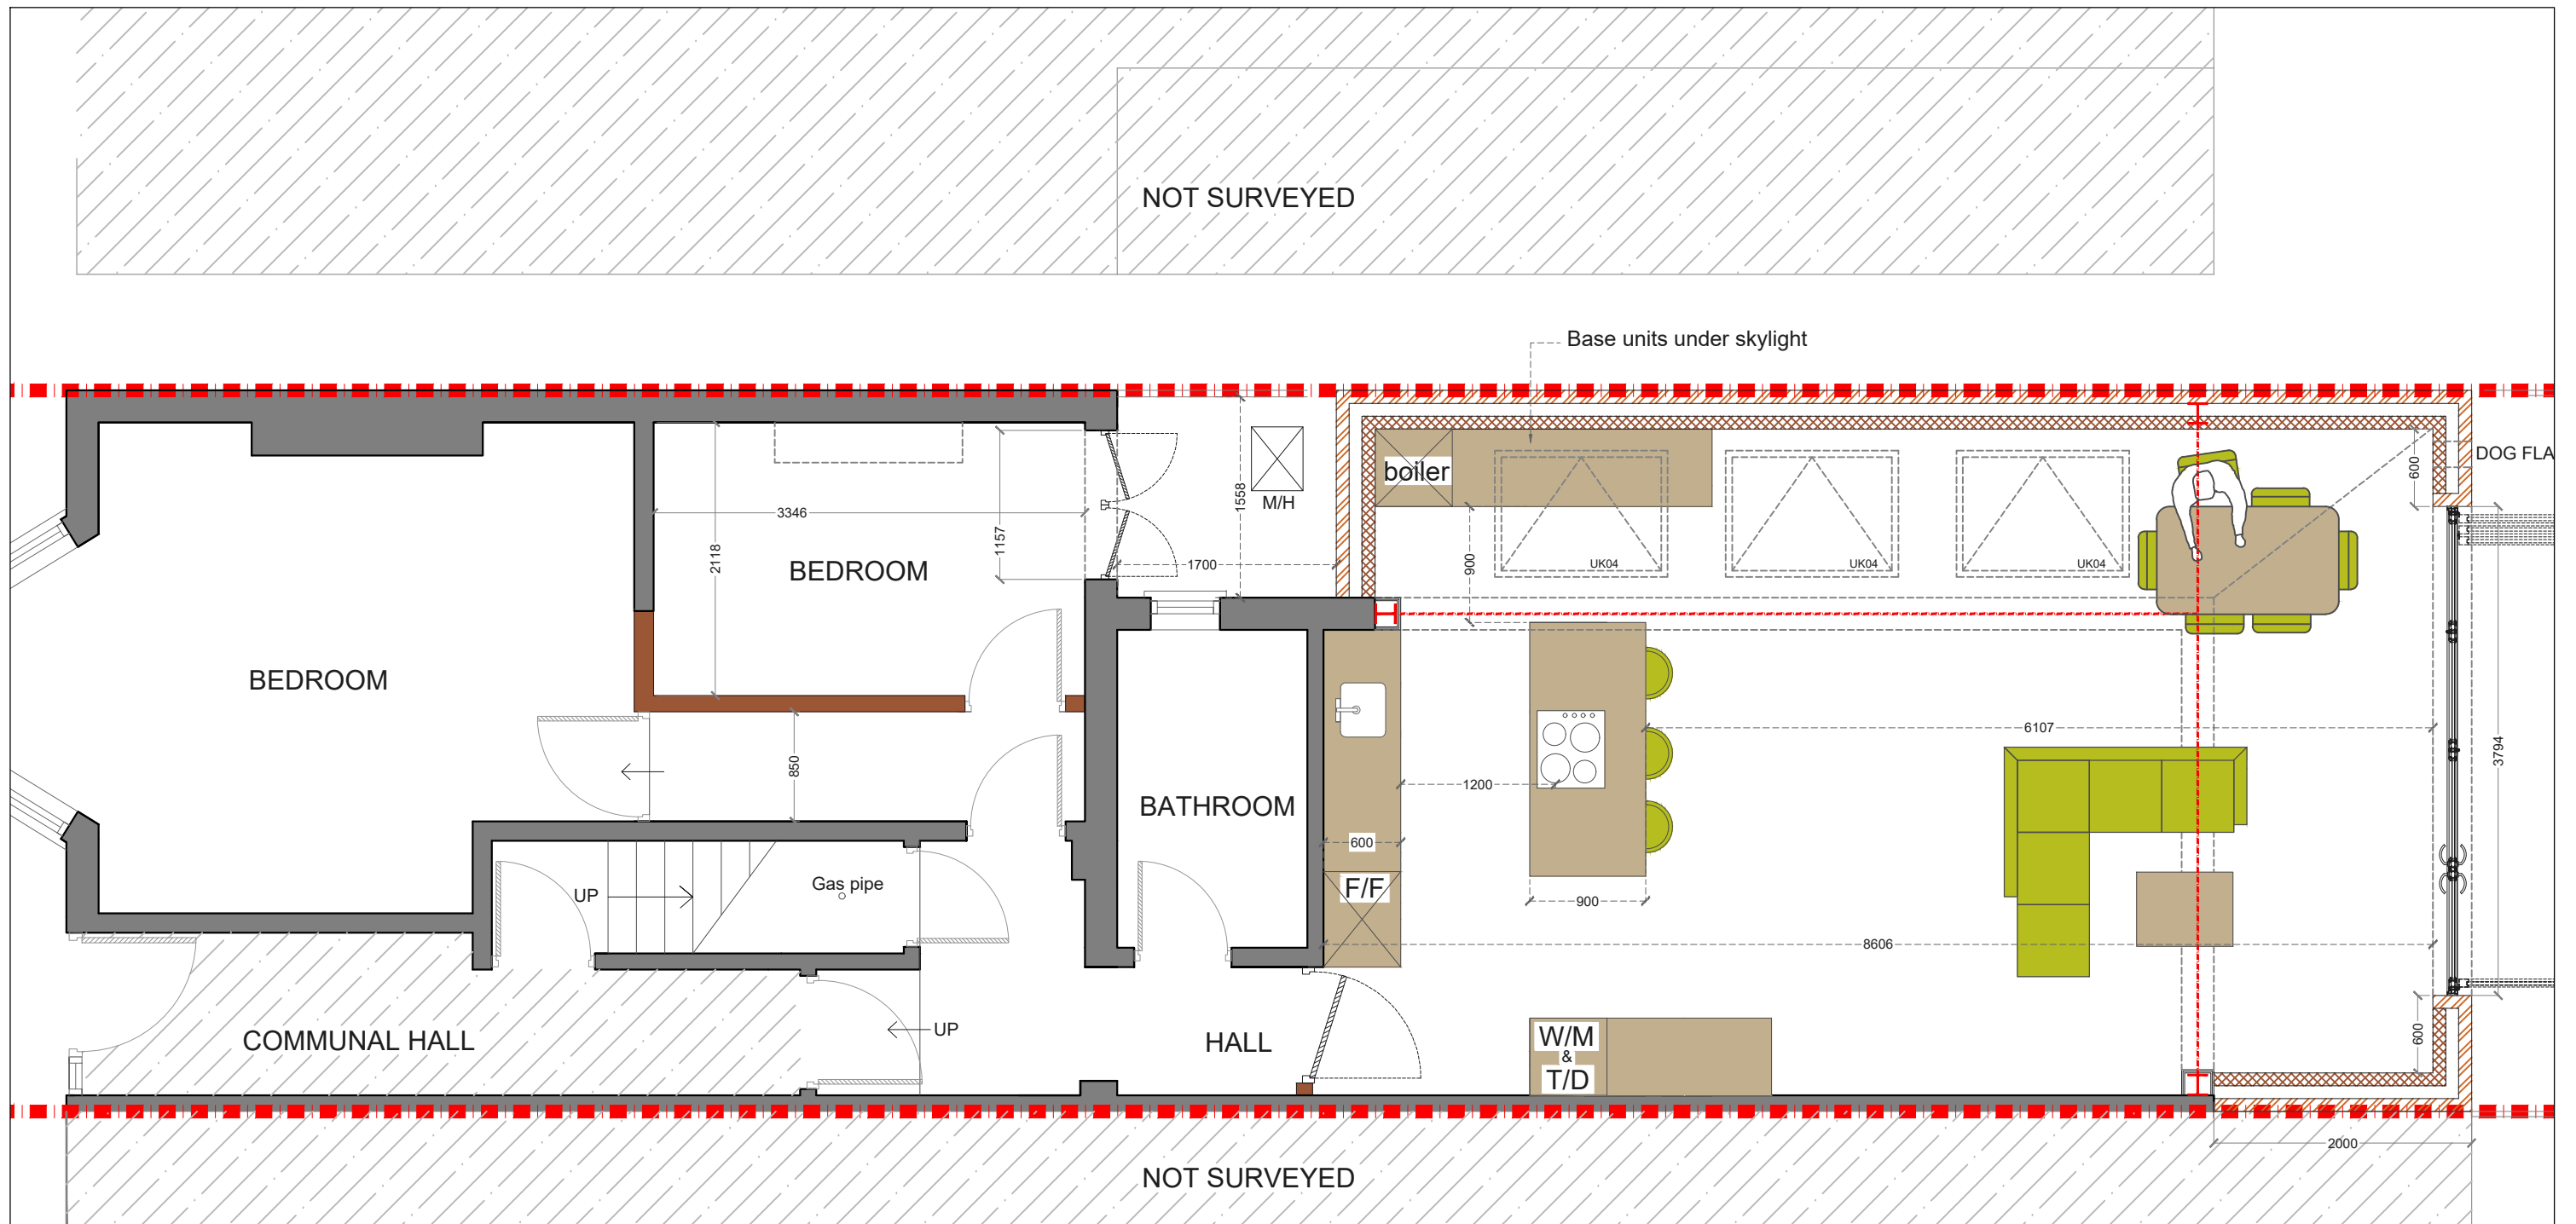 NOT SURVEYED
Base units under skylight
DOG FLA
boiler
M/H
600
1558
3346
1157
2118
BEDROOM
1700
900
UK04
UK04
UK04
BEDROOM
6107
3794
850
1200
BATHROOM
600
Gas pipe
UP
F/F
900
8606
UP
COMMUNAL HALL
HALL
W/M
&
T/D
600
2000
NOT SURVEYED